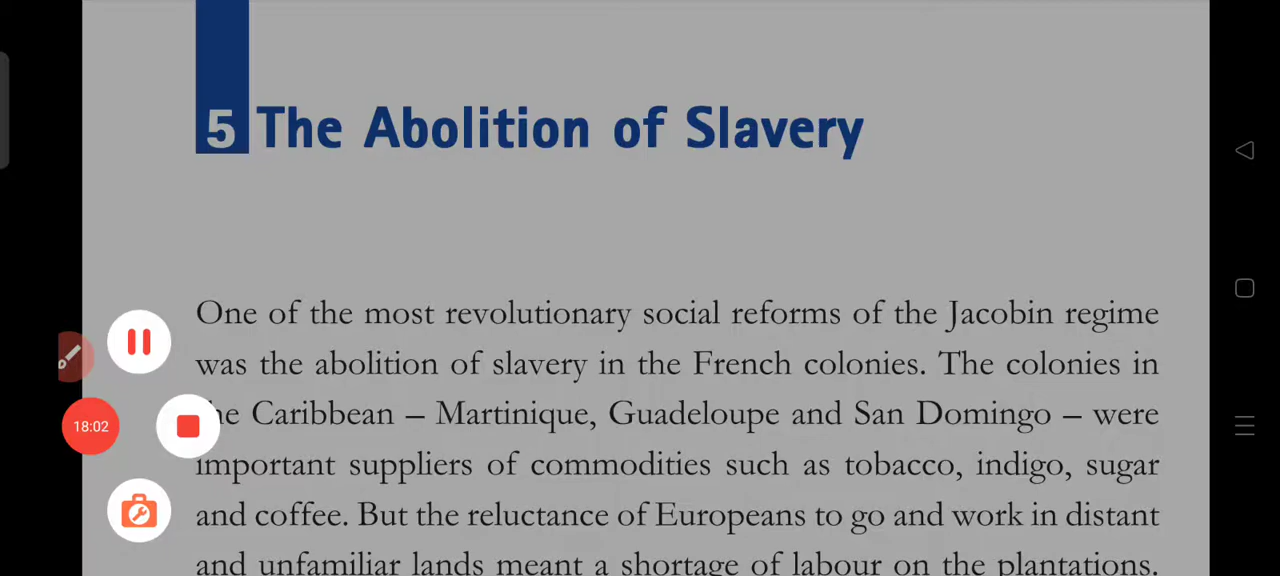 5 The Abolition of Slavery
One of the most revolutionary social reforms of the Jacobin regime
was the abolition of slavery in the French colonies. The colonies in
he Caribbean – Martinique, Guadeloupe and San Domingo – were
important suppliers of commodities such as tobacco, indigo, sugar
18:02
and coffee. But the reluctance of Europeans to go and work in distant
and unfamiliar lands meant a shortage of labour on the plantations.